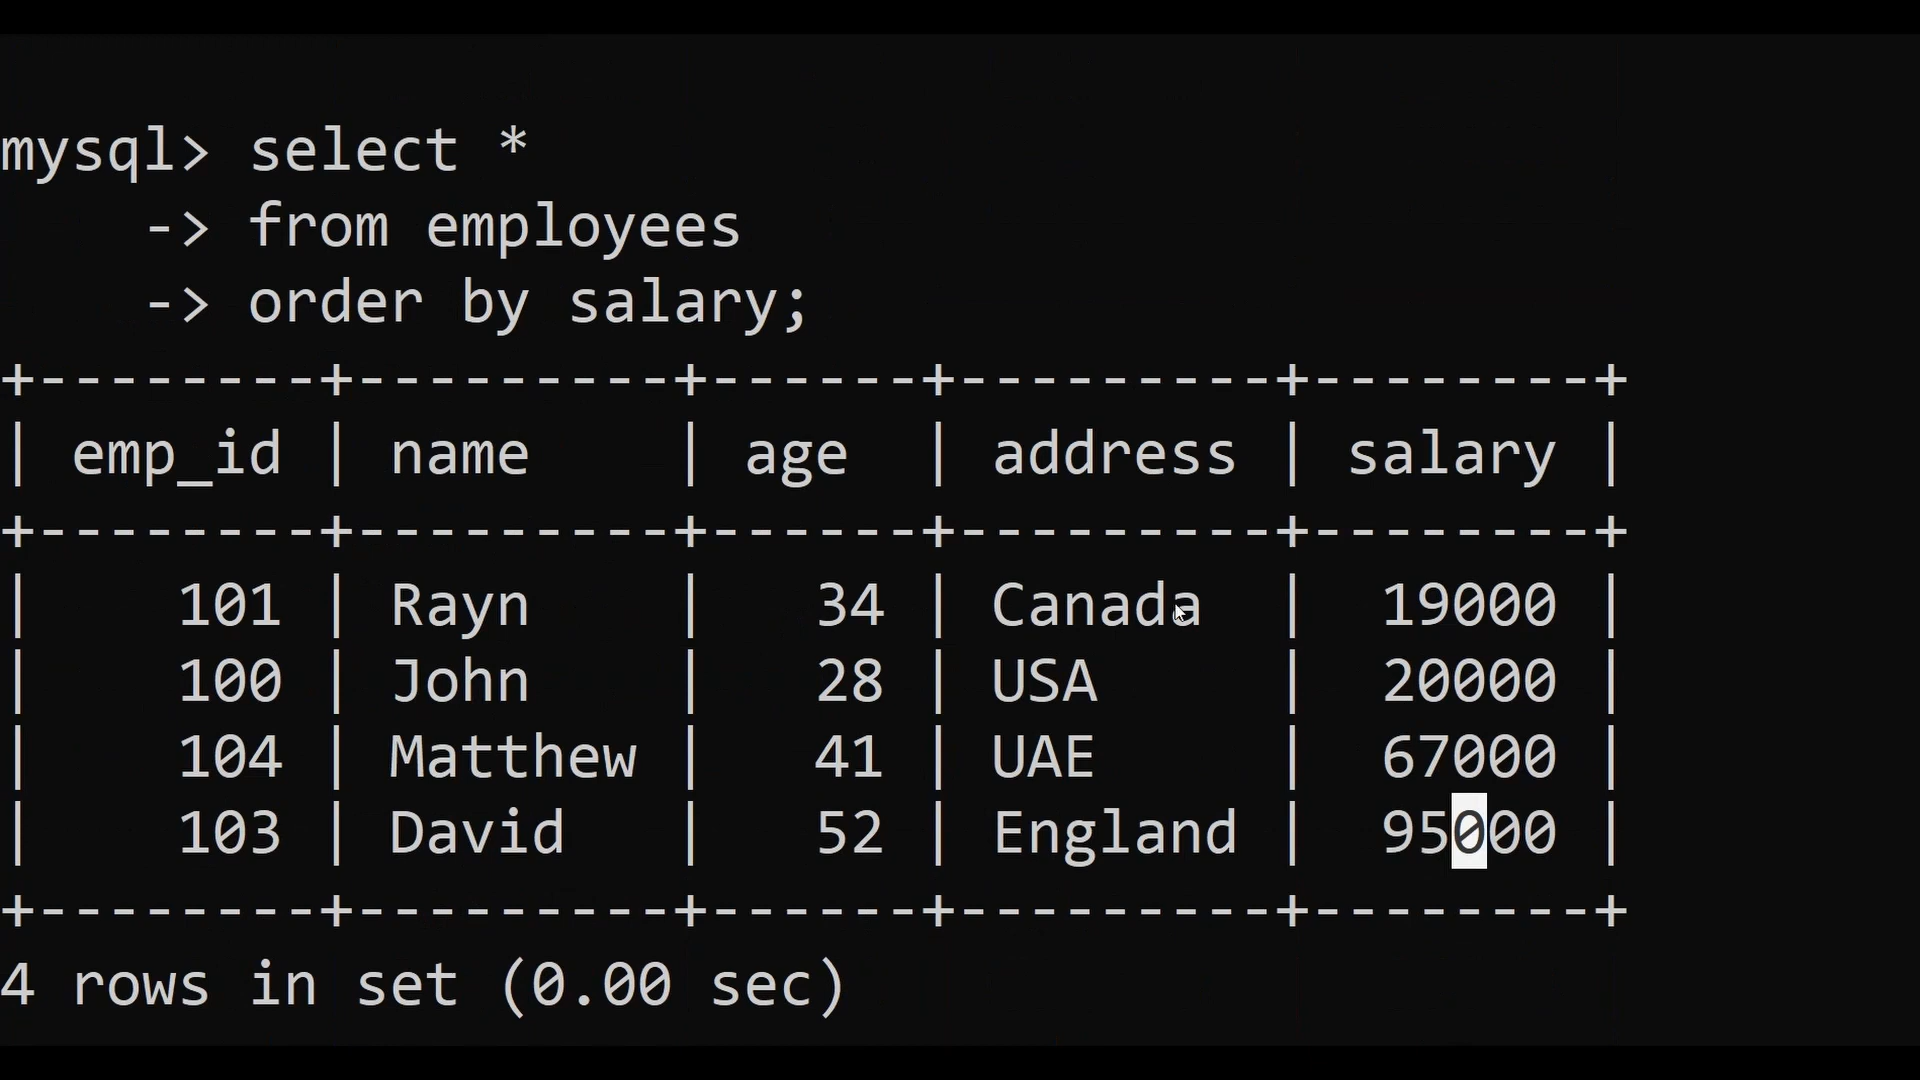 mysql> select *
    -> from employees
    -> order by salary;
+--------+---------+------+---------+--------+
| emp_id | name    | age  | address | salary |
+--------+---------+------+---------+--------+
|    101 | Rayn    |   34 | Canada  |  19000 |
|    100 | John    |   28 | USA     |  20000 |
|    104 | Matthew |   41 | UAE     |  67000 |
|    103 | David   |   52 | England |  95000 |
+--------+---------+------+---------+--------+
4 rows in set (0.00 sec)